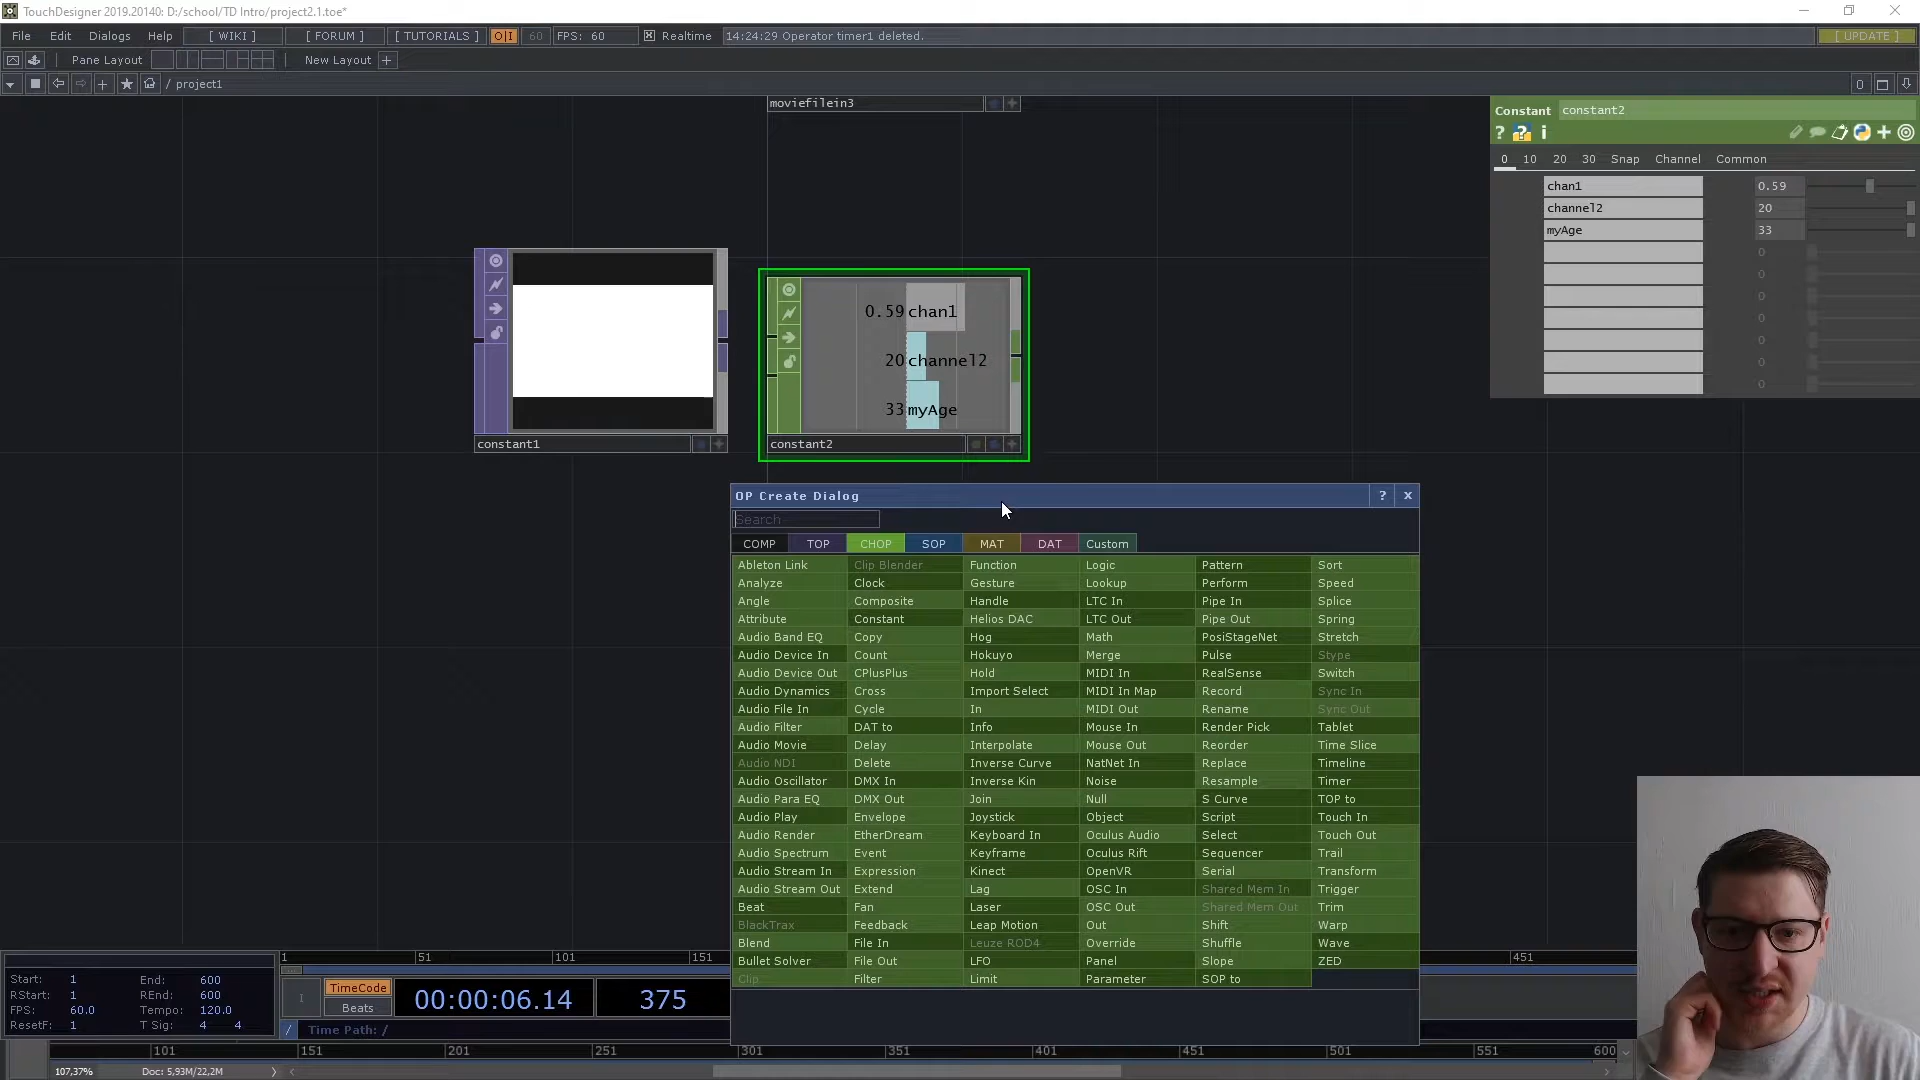 TouchDesigner 2019.20140: D:/school/TD Intro/project2.1.toe*
File Edit Dialogs Help [ WIKI ] [ FORUM ] [ TUTORIALS ] O|I 60 FPS: 60 Realtime 14:24:29 Operator timer1 deleted. [ UPDATE ]
Pane Layout New Layout +
/ project1 0
moviefilein3
Constant constant2
? ? i
0 10 20 30 Snap Channel Common
chan1 0.59
channel2 20
myAge 33
0
0
0
0
0
0
0
0.59 chan1
20 channel2
33 myAge
constant1
constant2
OP Create Dialog ? x
Search
COMP TOP CHOP SOP MAT DAT Custom
Ableton Link Clip Blender Function Logic Pattern Sort
Analyze Clock Gesture Lookup Perform Speed
Angle Composite Handle LTC In Pipe In Splice
Attribute Constant Helios DAC LTC Out Pipe Out Spring
Audio Band EQ Copy Hog Math PosiStageNet Stretch
Audio Device In Count Hokuyo Merge Pulse Stype
Audio Device Out CPlusPlus Hold MIDI In RealSense Switch
Audio Dynamics Cross Import Select MIDI In Map Record Sync In
Audio File In Cycle In MIDI Out Rename Sync Out
Audio Filter DAT to Info Mouse In Render Pick Tablet
Audio Movie Delay Interpolate Mouse Out Reorder Time Slice
Audio NDI Delete Inverse Curve NatNet In Replace Timeline
Audio Oscillator DMX In Inverse Kin Noise Resample Timer
Audio Para EQ DMX Out Join Null S Curve TOP to
Audio Play Envelope Joystick Object Script Touch In
Audio Render EtherDream Keyboard In Oculus Audio Select Touch Out
Audio Spectrum Event Keyframe Oculus Rift Sequencer Trail
Audio Stream In Expression Kinect OpenVR Serial Transform
Audio Stream Out Extend Lag OSC In Shared Mem In Trigger
Beat Fan Laser OSC Out Shared Mem Out Trim
BlackTrax Feedback Leap Motion Out Shift Warp
Blend File In Leuze ROD4 Override Shuffle Wave
Bullet Solver File Out LFO Panel Slope ZED
Clip Filter Limit Parameter SOP to
1 51 101 151 451
Start: 1 End: 600
RStart: 1 REnd: 600
FPS: 60.0 Tempo: 120.0
ResetF: 1 T Sig: 4 4
TimeCode
Beats
00:00:06.14 375
/ Time Path: /
101 151 201 251 301 351 401 451 501 551 600
107,37% Doc: 5,93M/22,2M